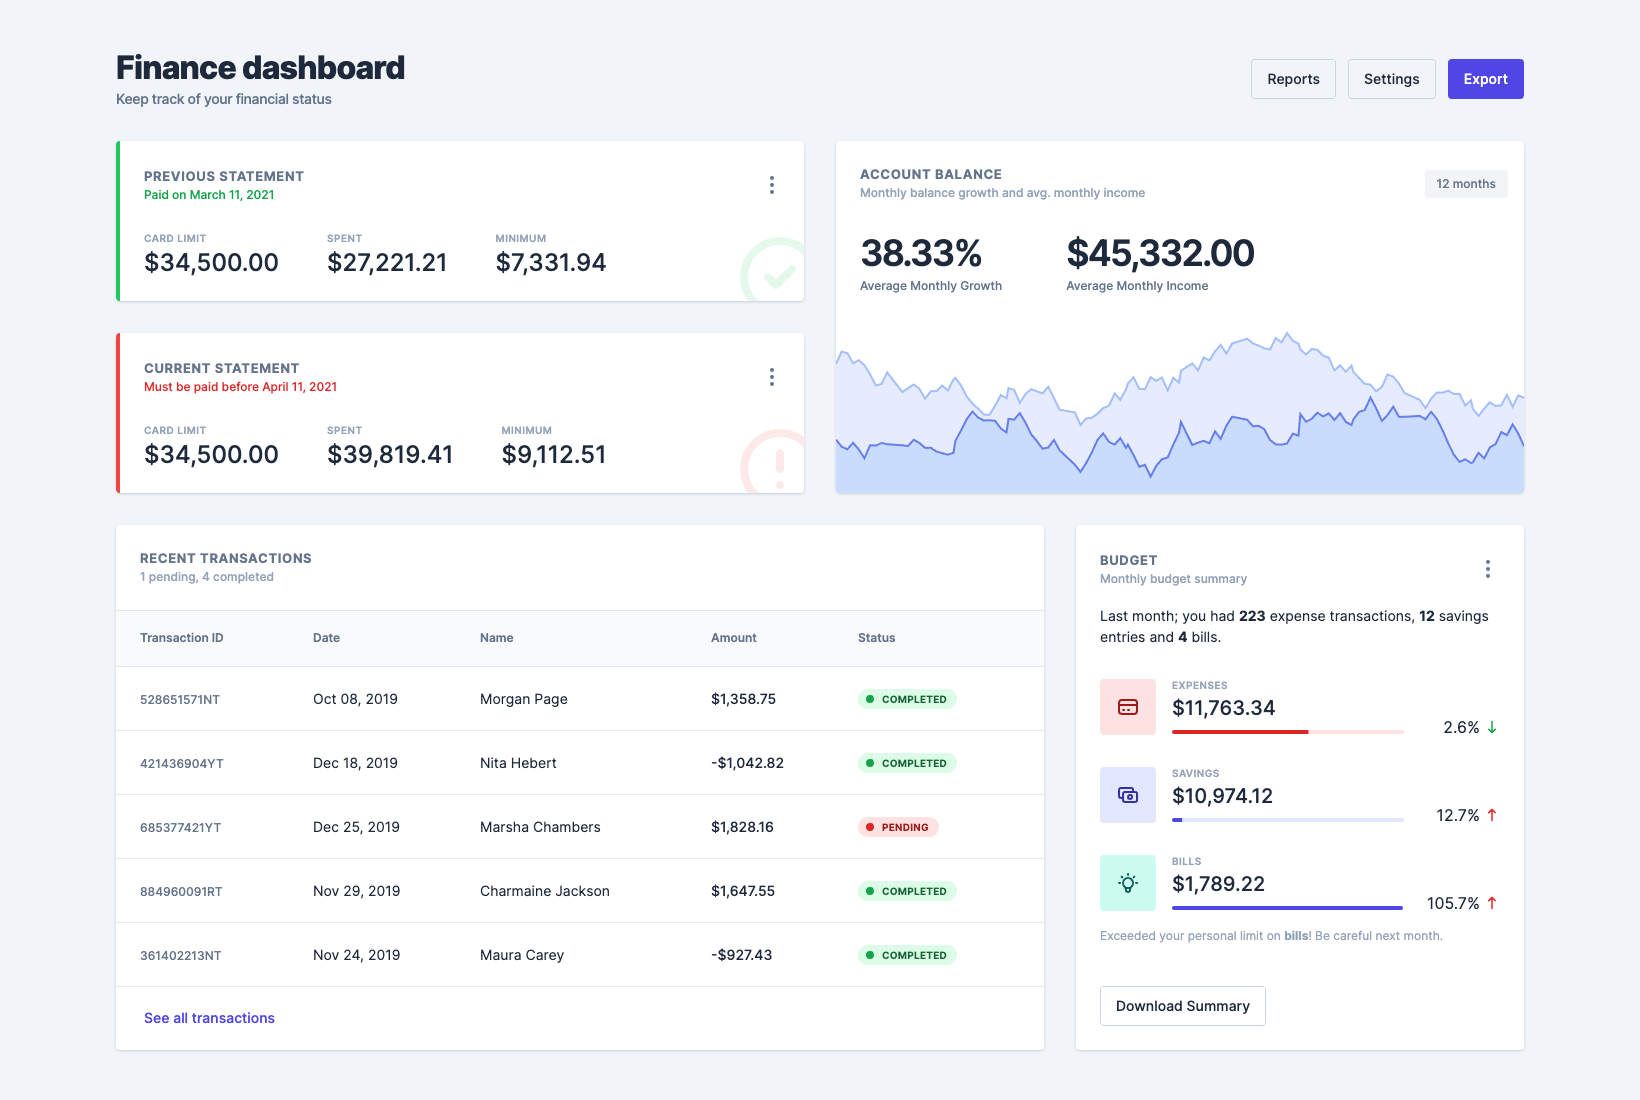 Finance dashboard
Keep track of your financial status
Reports
Settings
Export
PREVIOUS STATEMENT
Paid on March 11, 2021
CARD LIMIT
$34,500.00
SPENT
$27,221.21
MINIMUM
$7,331.94
CURRENT STATEMENT
Must be paid before April 11, 2021
CARD LIMIT
$34,500.00
SPENT
$39,819.41
MINIMUM
$9,112.51
ACCOUNT BALANCE
Monthly balance growth and avg. monthly income
12 months
38.33%
Average Monthly Growth
$45,332.00
Average Monthly Income
RECENT TRANSACTIONS
1 pending, 4 completed
Transaction ID Date Name Amount Status
528651571NT Oct 08, 2019 Morgan Page $1,358.75 COMPLETED
421436904YT Dec 18, 2019 Nita Hebert -$1,042.82 COMPLETED
685377421YT Dec 25, 2019 Marsha Chambers $1,828.16 PENDING
884960091RT Nov 29, 2019 Charmaine Jackson $1,647.55 COMPLETED
361402213NT Nov 24, 2019 Maura Carey -$927.43 COMPLETED
See all transactions
BUDGET
Monthly budget summary
Last month; you had 223 expense transactions, 12 savings
entries and 4 bills.
EXPENSES
$11,763.34
2.6%
SAVINGS
$10,974.12
12.7%
BILLS
$1,789.22
105.7%
Exceeded your personal limit on bills! Be careful next month.
Download Summary